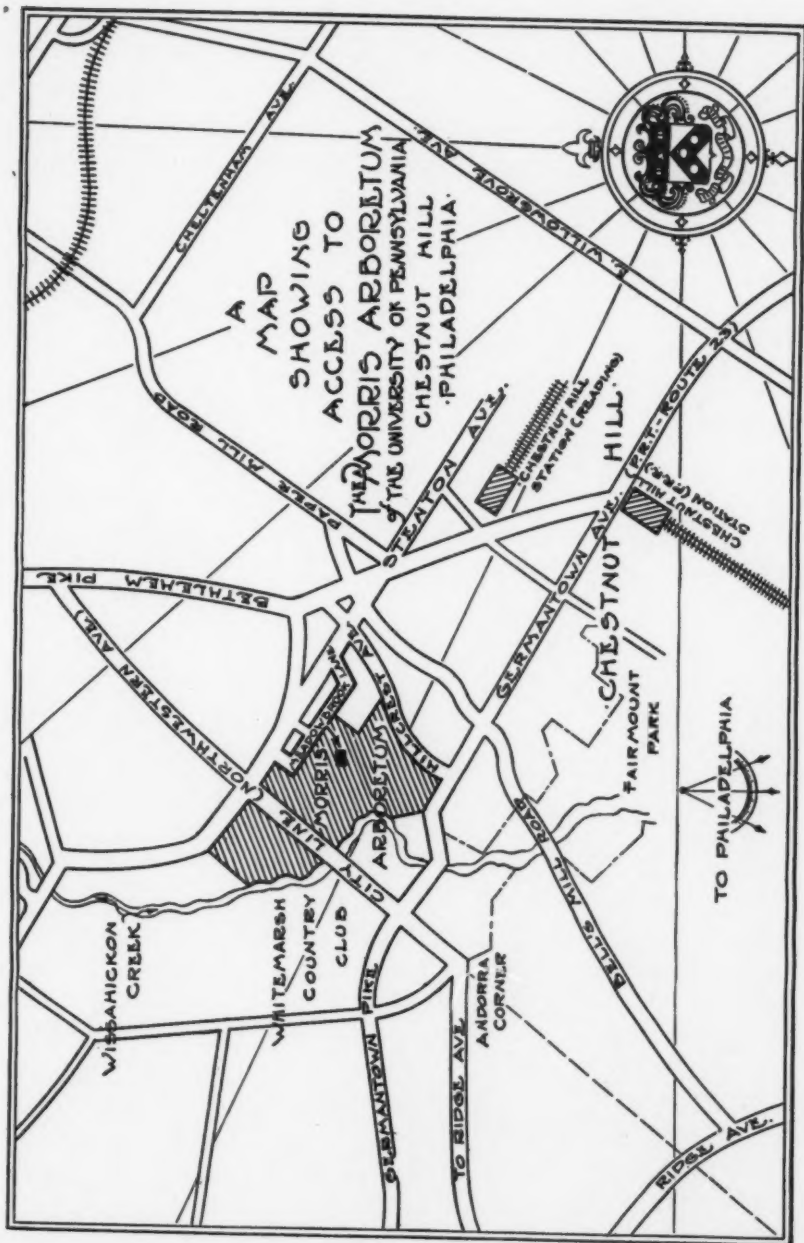 A
MAP
SHOWING
ACCESS TO
THE MORRIS ARBORETUM
of THE UNIVERSITY OF PENNSYLVANIA
CHESTNUT HILL
·PHILADELPHIA·
CHELTENHAM AVE.
E. WILLOWGROVE AVE.
PAPER MILL ROAD
STENTON AVE.
CHESTNUT HILL
STATION (READING)
(P.R.T.- ROUTE 23)
CHESTNUT HILL
STATION (P.R.R.)
BETHLEHEM PIKE
(NORTHWESTERN AVE.)
MEADOWBROOK LANE
HILLCREST AVE.
GERMANTOWN AVE.
·CHESTNUT HILL·
MORRIS
ARBORETUM
CITY LINE
FAIRMOUNT
PARK
TO PHILADELPHIA
BELL'S MILL ROAD
WISSAHICKON
CREEK
WHITEMARSH
COUNTRY
CLUB
GERMANTOWN PIKE
ANDORRA
CORNER
TO RIDGE AVE
RIDGE AVE.